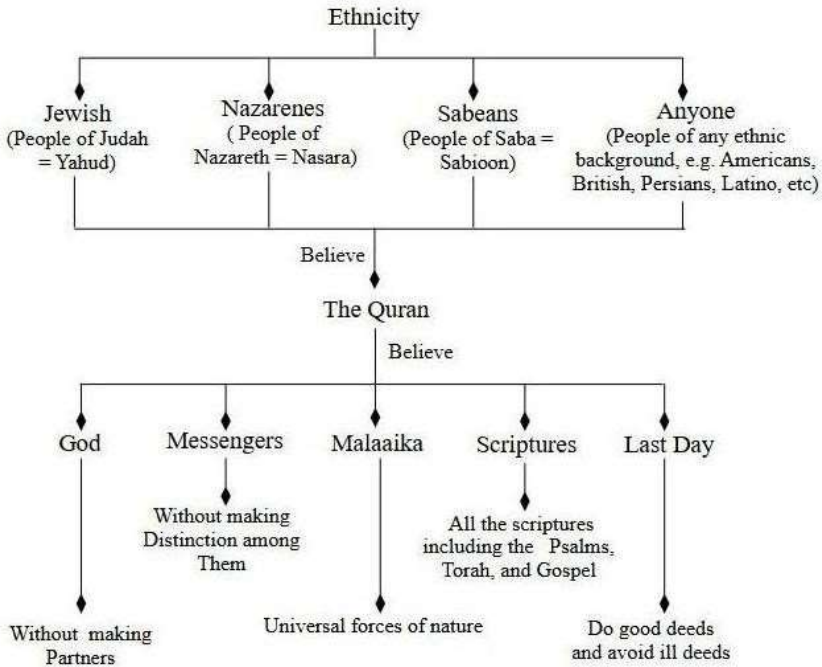 Ethnicity
Jewish
(People of Judah
= Yahud)
Nazarenes
( People of
Nazareth = Nasara)
Sabeans
(People of Saba =
Sabioon)
Anyone
(People of any ethnic
background, e.g. Americans,
British, Persians, Latino, etc)
Believe
The Quran
Believe
God
Messengers
Malaaika
Scriptures
Last Day
Without making
Distinction among
Them
All the scriptures
including the Psalms,
Torah, and Gospel
Without making
Partners
Universal forces of nature
Do good deeds
and avoid ill deeds